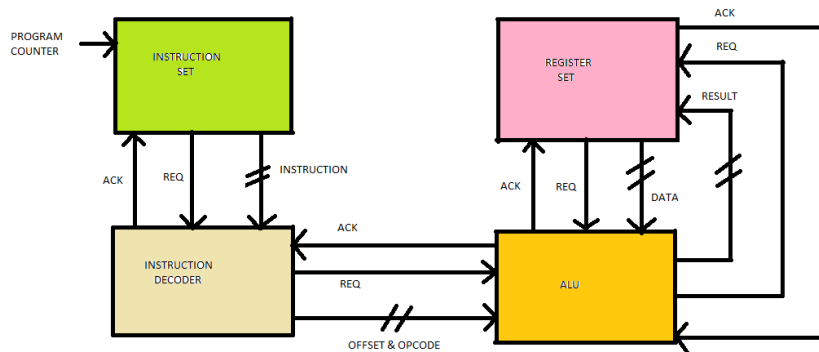 PROGRAM
COUNTER
INSTRUCTION
SET
ACK
REQ
INSTRUCTION
INSTRUCTION
DECODER
ACK
REQ
OFFSET & OPCODE
REGISTER
SET
ACK
REQ
RESULT
ACK
REQ
DATA
ALU